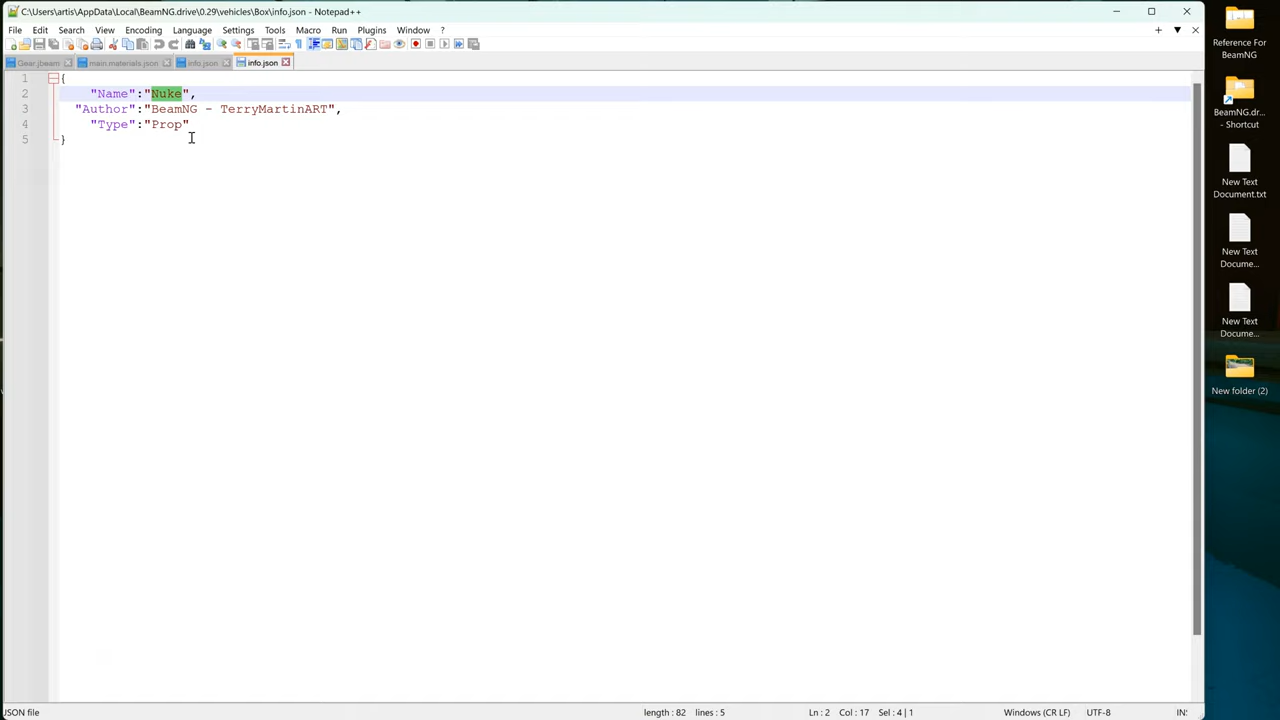 C:\Users\artis\AppData\Local\BeamNG.drive\0.29\vehicles\Box\info.json - Notepad++
File Edit Search View Encoding Language Settings Tools Macro Run Plugins Window ?
Gear.jbeam main.materials.json info.json info.json
1 {
2 "Name":"Nuke",
3 "Author":"BeamNG - TerryMartinART",
4 "Type":"Prop"
5 }
JSON file length : 82 lines : 5 Ln : 2 Col : 17 Sel : 4 | 1 Windows (CR LF) UTF-8 IN
Reference For
BeamNG
BeamNG.dr...
- Shortcut
New Text
Document.txt
New Text
Docume...
New Text
Docume...
New folder (2)